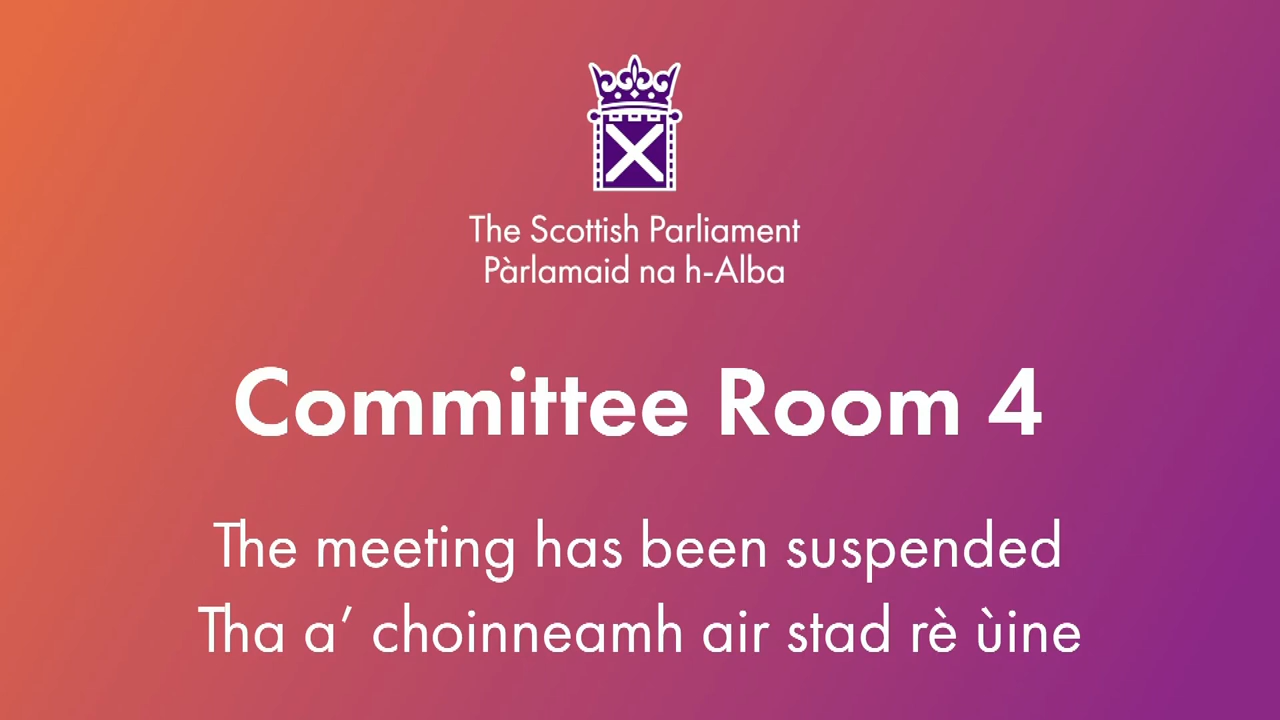 The Scottish Parliament
Pàrlamaid na h-Alba
Committee Room 4
The meeting has been suspended
Tha a’ choinneamh air stad rè ùine